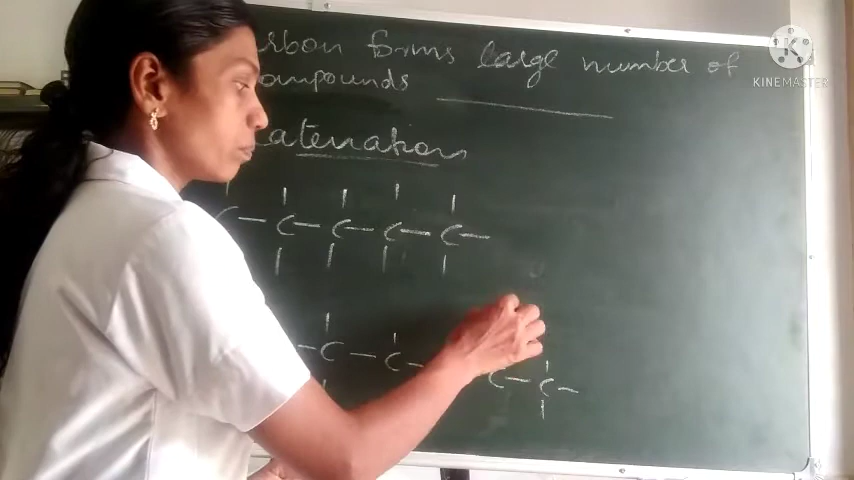 rbon forms large number of
ompounds
atenation
C-C-C-C-C-
-C-C-
C-C-
KINEMASTER